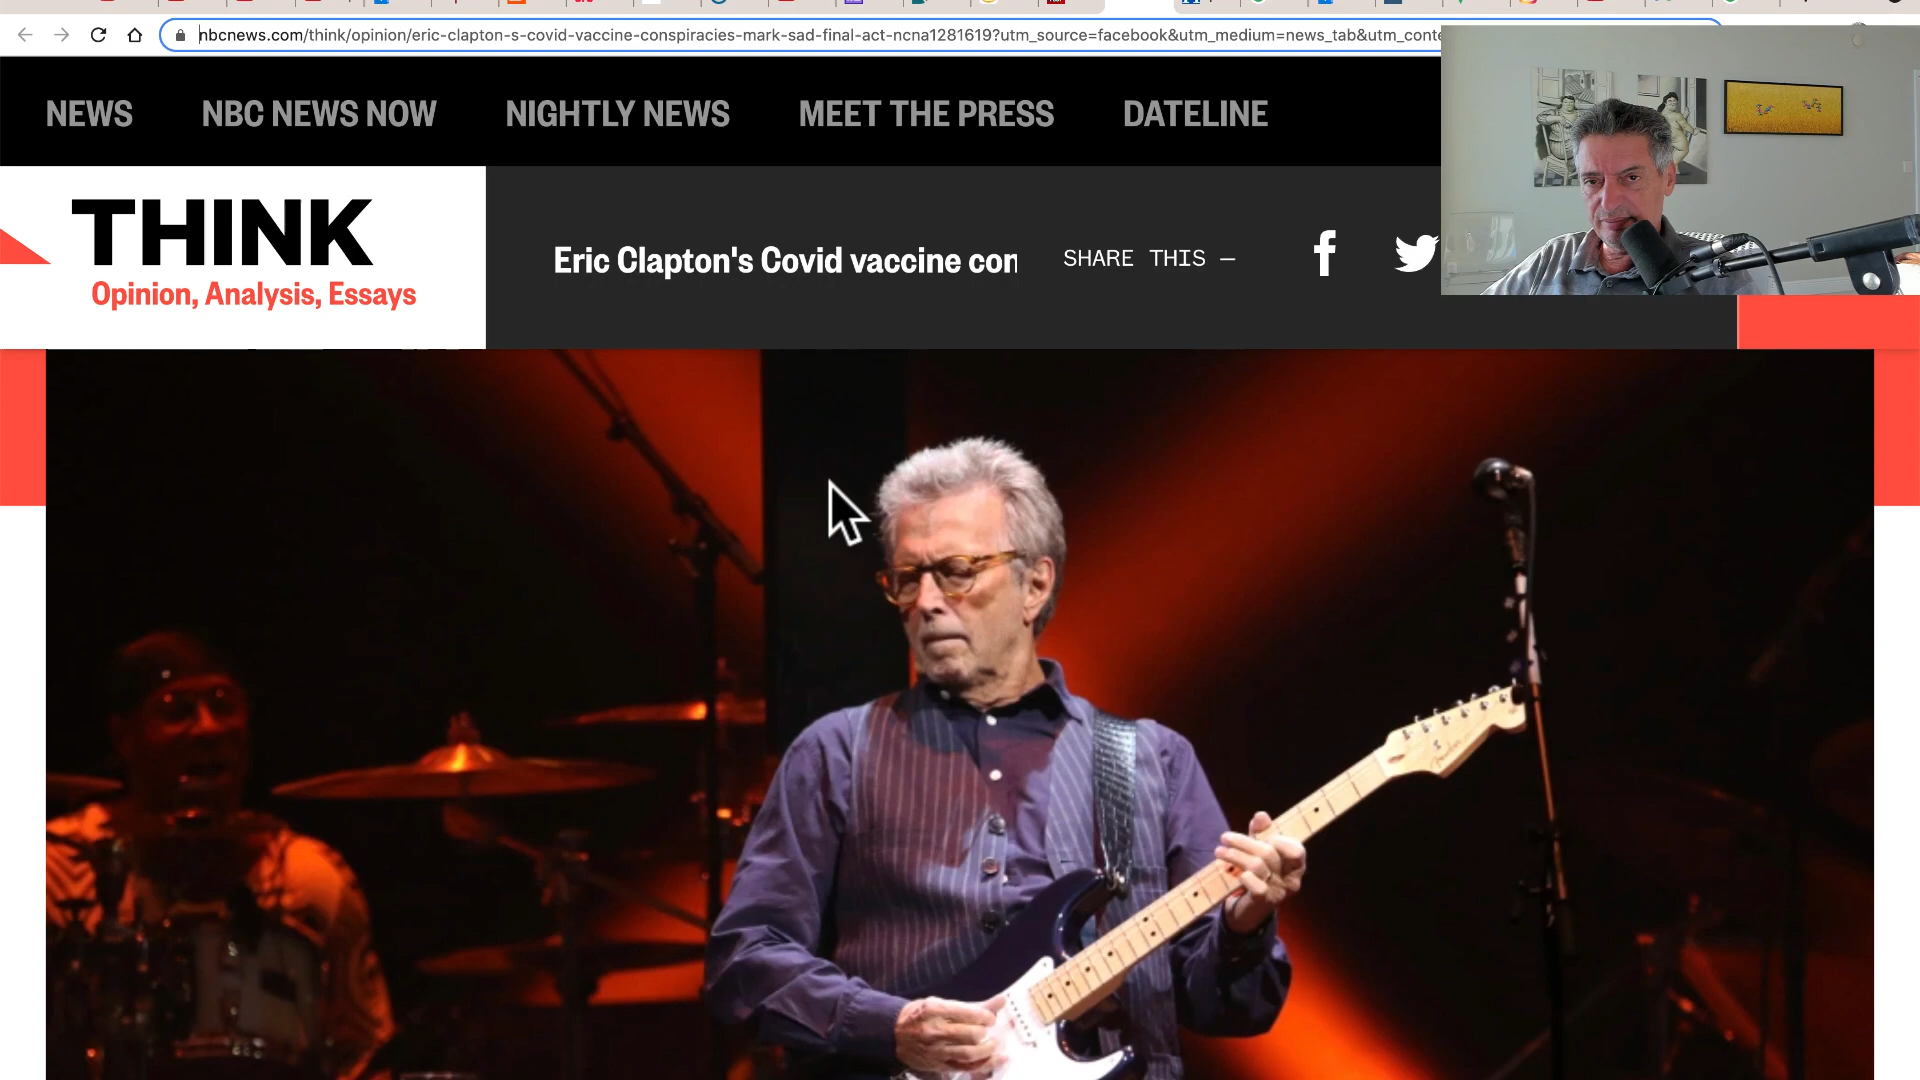 nbcnews.com/think/opinion/eric-clapton-s-covid-vaccine-conspiracies-mark-sad-final-act-ncna1281619?utm_source=facebook&utm_medium=news_tab&utm_conte
NEWS NBC NEWS NOW NIGHTLY NEWS MEET THE PRESS DATELINE
THINK
Opinion, Analysis, Essays
Eric Clapton's Covid vaccine con
SHARE THIS —